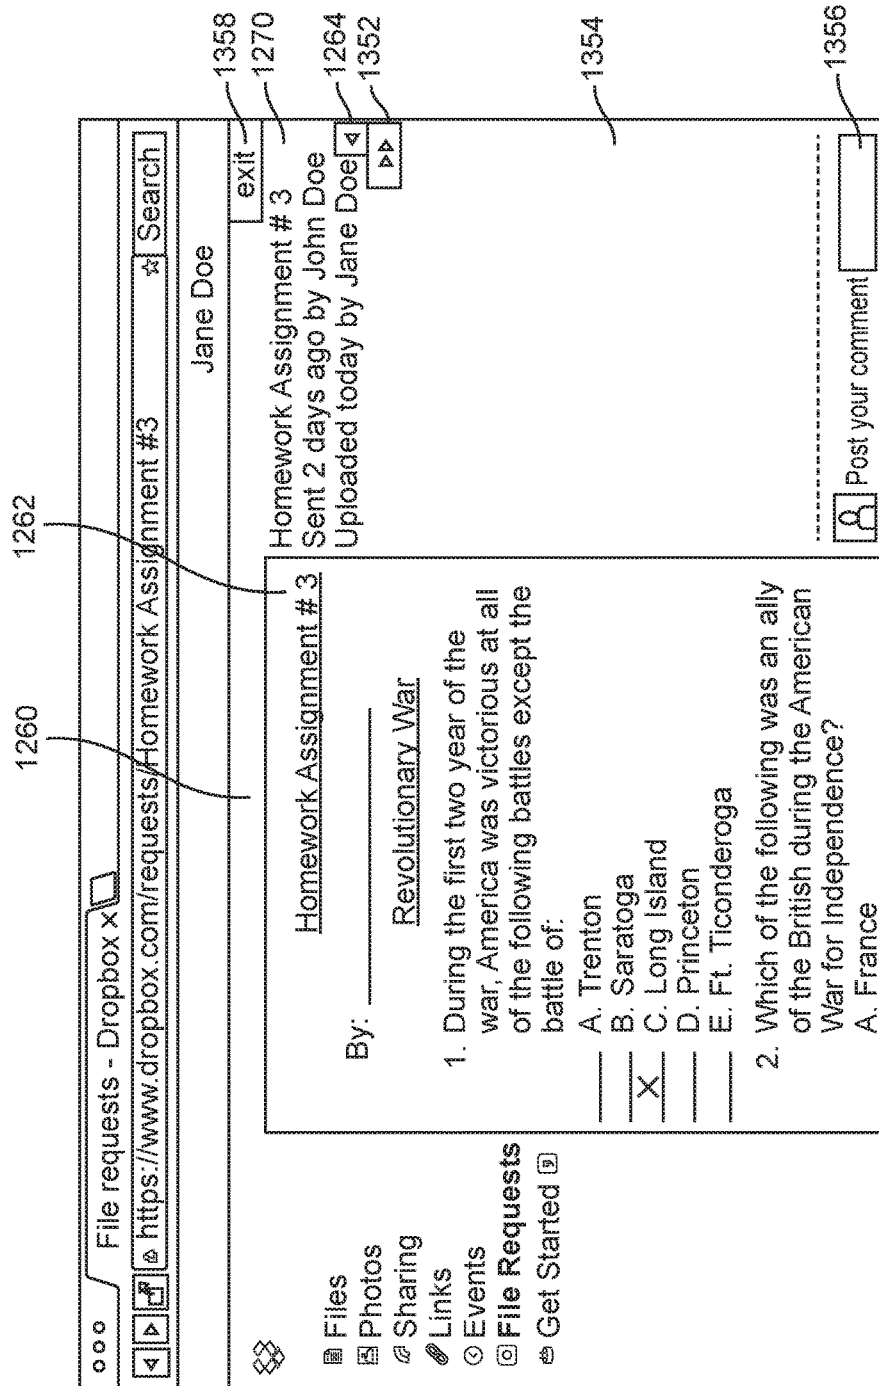 1260
1262
File requests - Dropbox x
https://www.dropbox.com/requests/Homework Assignment #3
Search
Jane Doe
exit
1358
1270
Files
Photos
Sharing
Links
Events
File Requests
Get Started
Homework Assignment # 3
By:
Revolutionary War
1. During the first two year of the
war, America was victorious at all
of the following battles except the
battle of:
A. Trenton
B. Saratoga
X C. Long Island
D. Princeton
E. Ft. Ticonderoga
2. Which of the following was an ally
of the British during the American
War for Independence?
A. France
Homework Assignment # 3
Sent 2 days ago by John Doe
Uploaded today by Jane Doe
1264
1352
1354
Post your comment
1356